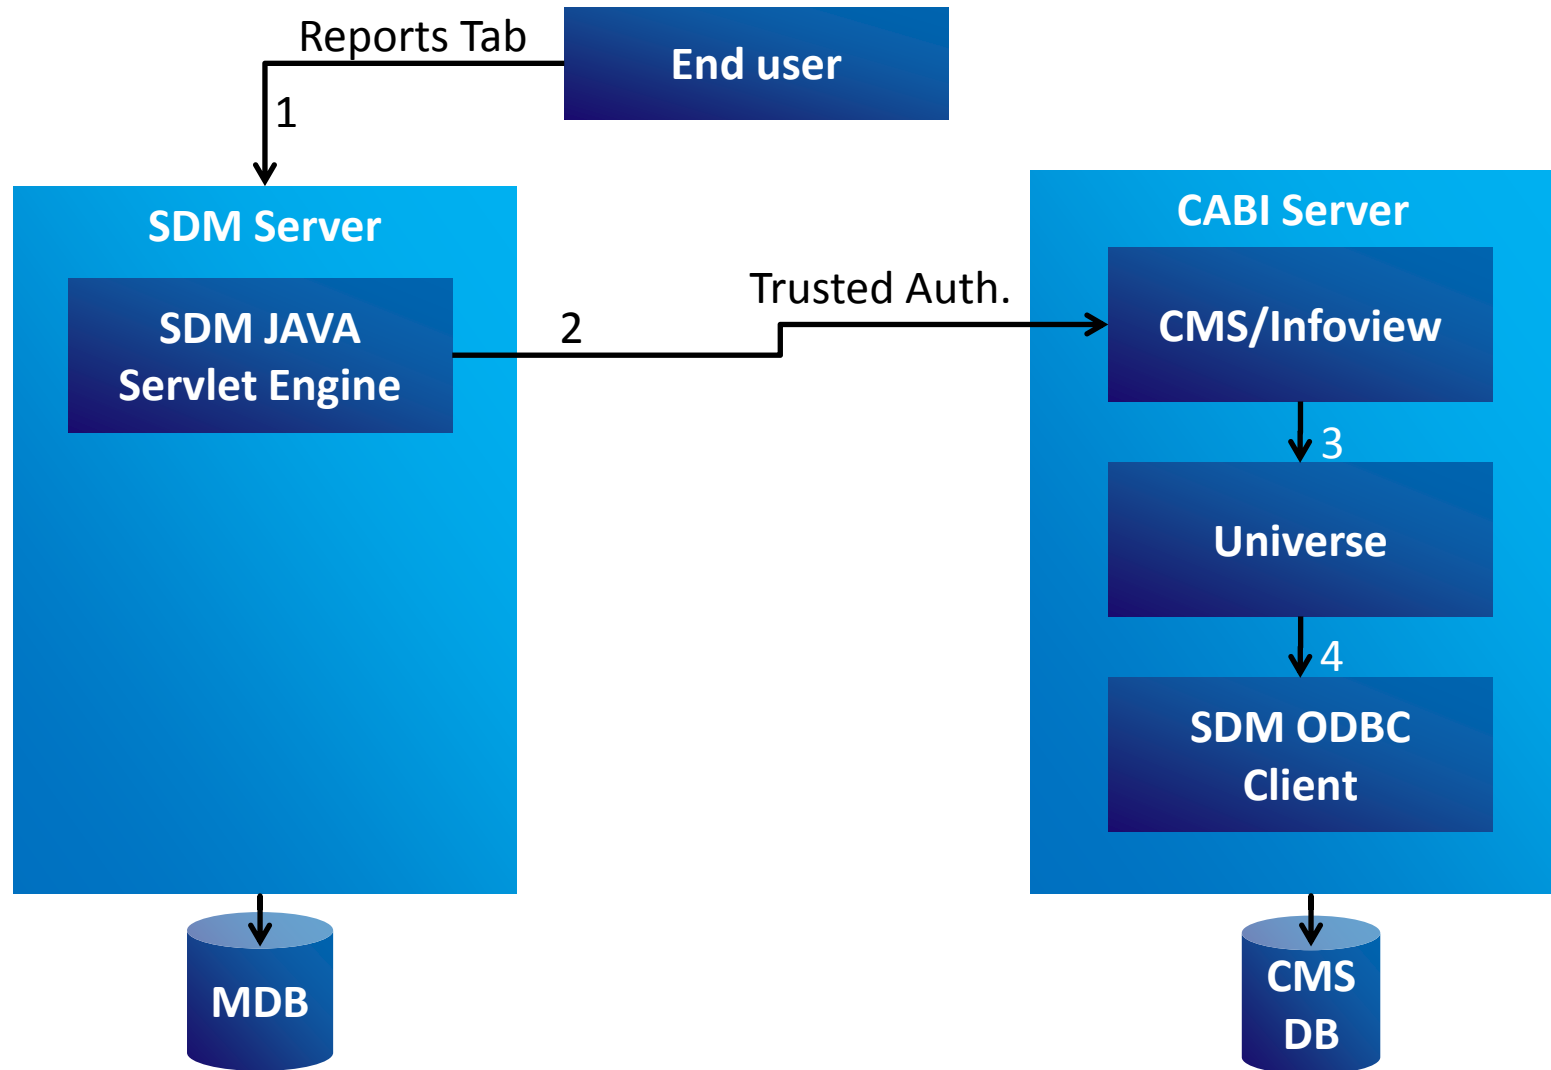 Reports Tab
End user
1
SDM Server
SDM JAVA
Servlet Engine
2
Trusted Auth.
CABI Server
CMS/Infoview
3
Universe
4
SDM ODBC
Client
MDB
CMS
DB